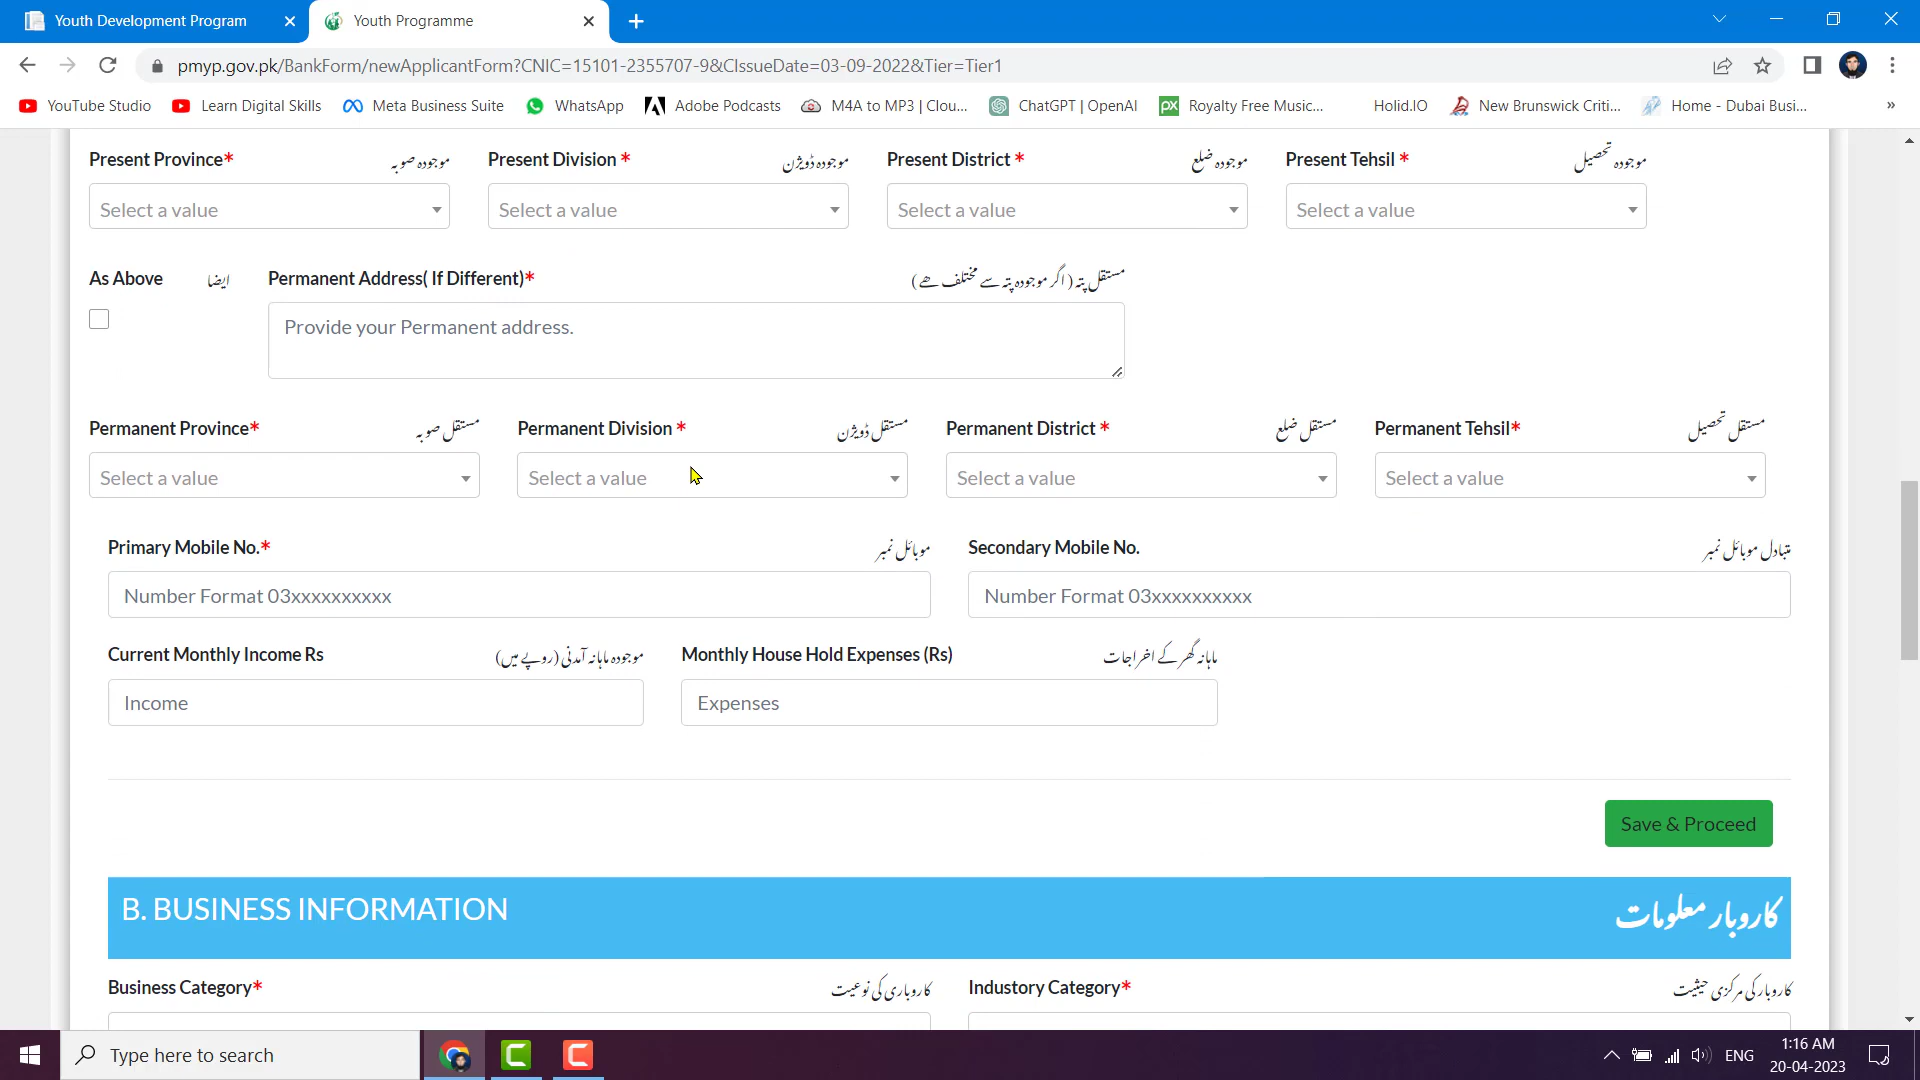 Youth Development Program
Youth Programme
pmyp.gov.pk/BankForm/newApplicantForm?CNIC=15101-2355707-9&CIssueDate=03-09-2022&Tier=Tier1
YouTube Studio
Learn Digital Skills
Meta Business Suite
WhatsApp
Adobe Podcasts
M4A to MP3 | Clou...
ChatGPT | OpenAI
Royalty Free Music...
Holid.IO
New Brunswick Criti...
Home - Dubai Busi...
»
Present Province* موجودہ صوبہ
Present Division * موجودہ ڈویژن
Present District * موجودہ ضلع
Present Tehsil * موجودہ تحصیل
Select a value
Select a value
Select a value
Select a value
As Above ایضا
Permanent Address( If Different)* مستقل پتہ ( اگر موجودہ پتہ سے مختلف ھے )
Provide your Permanent address.
Permanent Province* مستقل صوبہ
Permanent Division * مستقل ڈویژن
Permanent District * مستقل ضلع
Permanent Tehsil* مستقل تحصیل
Select a value
Select a value
Select a value
Select a value
Primary Mobile No.* موبائل نمبر
Secondary Mobile No. متبادل موبائل نمبر
Number Format 03xxxxxxxxxx
Number Format 03xxxxxxxxxx
Current Monthly Income Rs موجودہ ماہانہ آمدنی (روپے میں)
Monthly House Hold Expenses (Rs) ماہانہ گھر کے اخراجات
Income
Expenses
Save & Proceed
B. BUSINESS INFORMATION کاروبار معلومات
Business Category* کاروباری کی نوعیت
Industory Category* کاروبار کی مرکزی حیثیت
Type here to search
ENG
1:16 AM
20-04-2023